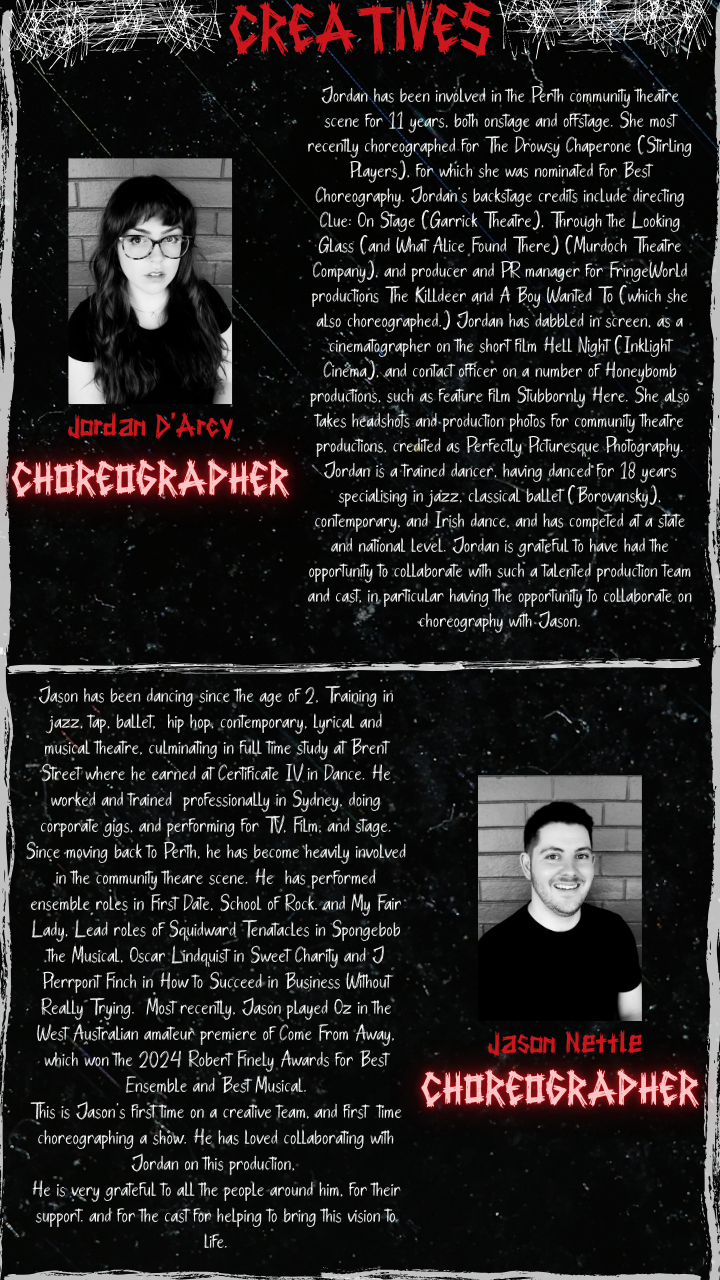 CREATIVES
Jordan has been involved in the Perth community theatre
scene for 11 years, both onstage and offstage. She most
recently choreographed for The Drowsy Chaperone (Stirling
Players), for which she was nominated for Best
Choreography. Jordan's backstage credits include directing
Clue: On Stage (Garrick Theatre), Through the Looking
Glass (and What Alice Found There) (Murdoch Theatre
Company), and producer and PR manager for FringeWorld
productions The Killdeer and A Boy Wanted To (which she
also choreographed.) Jordan has dabbled in screen, as a
cinematographer on the short film Hell Night (Inklight
Cinema), and contact officer on a number of Honeybomb
productions, such as feature film Stubbornly Here. She also
takes headshots and production photos for community theatre
productions, credited as Perfectly Picturesque Photography.
Jordan is a trained dancer, having danced for 18 years
specialising in jazz, classical ballet (Borovansky),
contemporary, and Irish dance, and has competed at a state
and national level. Jordan is grateful to have had the
opportunity to collaborate with such a talented production team
and cast, in particular having the opportunity to collaborate on
choreography with Jason.
Jordan D'Arcy
CHOREOGRAPHER
Jason has been dancing since the age of 2. Training in
jazz, tap, ballet, hip hop, contemporary, lyrical and
musical theatre, culminating in full time study at Brent
Street where he earned at Certificate IV in Dance. He
worked and trained professionally in Sydney, doing
corporate gigs, and performing for TV, Film, and stage.
Since moving back to Perth, he has become heavily involved
in the community theare scene. He has performed
ensemble roles in First Date, School of Rock, and My Fair
Lady, Lead roles of Squidward Tenatacles in Spongebob
the Musical, Oscar Lindquist in Sweet Charity and J
Pierrpont Finch in How to Succeed in Business Without
Really Trying. Most recently, Jason played Oz in the
West Australian amateur premiere of Come From Away,
which won the 2024 Robert Finely Awards for Best
Ensemble and Best Musical.
This is Jason's first time on a creative team, and first time
choreographing a show. He has loved collaborating with
Jordan on this production.
He is very grateful to all the people around him, for their
support, and for the cast for helping to bring this vision to
life.
Jason Nettle
CHOREOGRAPHER